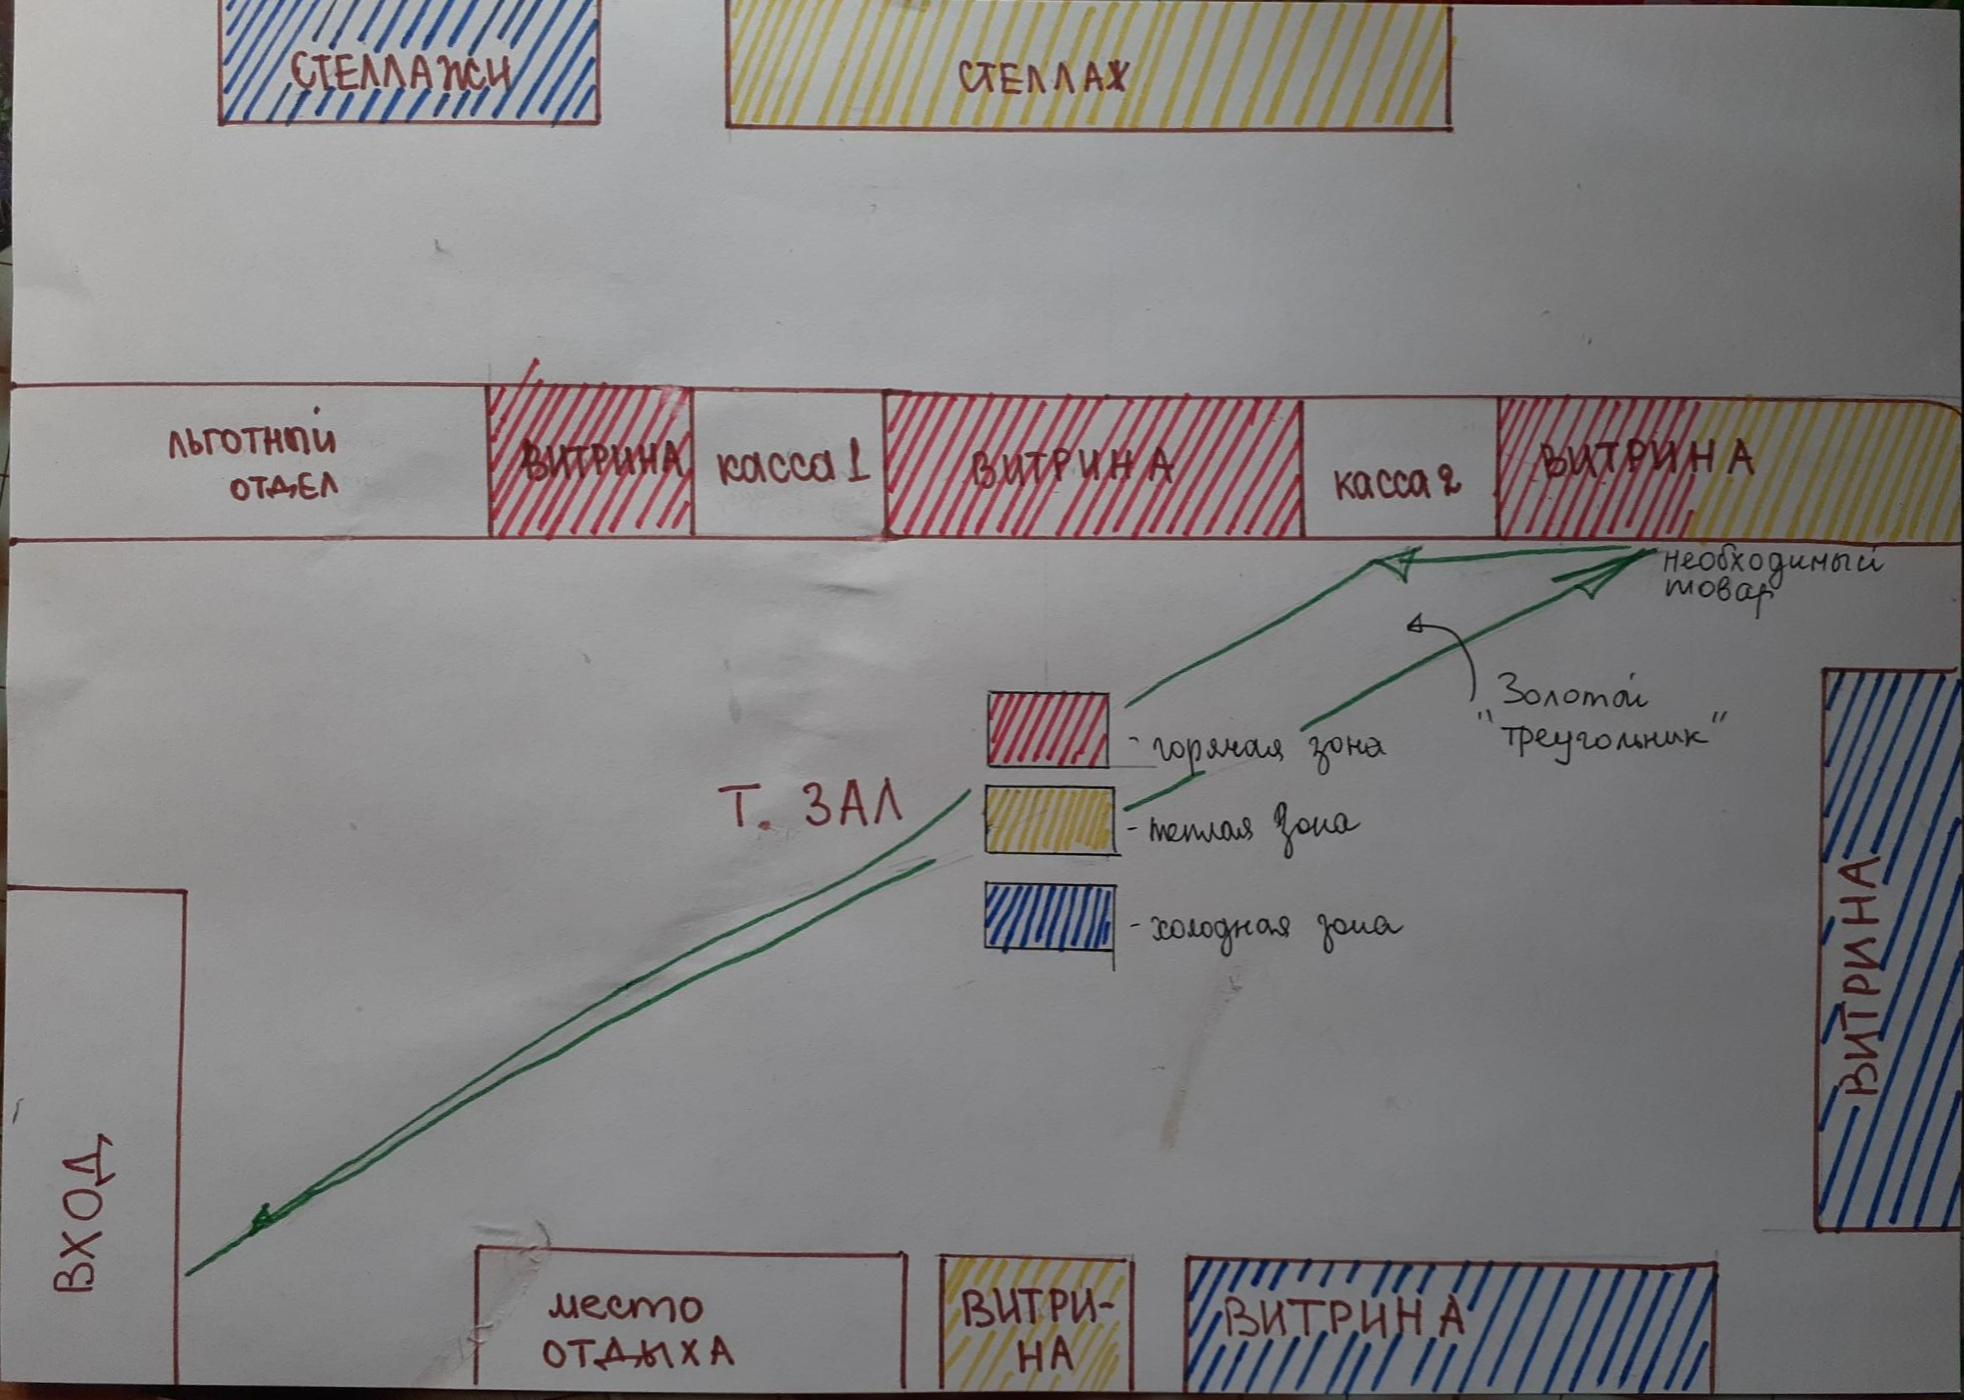 СТЕЛЛАЖИ
СТЕЛЛАЖ
ЛЬГОТНЫЙ
ОТДЕЛ
ВИТРИНА
касса 1
ВИТРИНА
касса 2
ВИТРИНА
необходимый
товар
Золотой
"треугольник"
- горячая зона
Т. ЗАЛ
- теплая зона
- холодная зона
ВИТРИНА
ВХОД
место
ОТДЫХА
ВИТРИ-
НА
ВИТРИНА